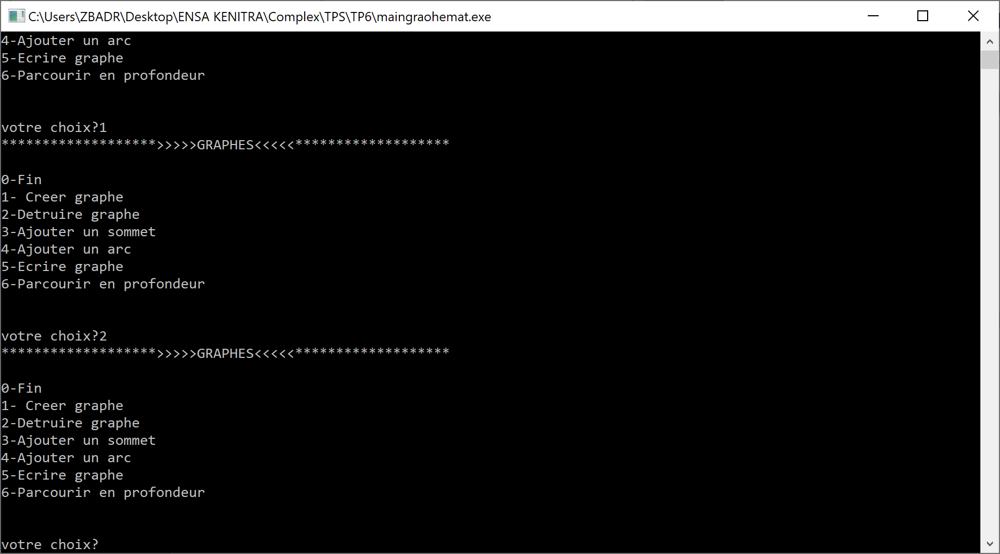 C:\Users\ZBADR\Desktop\ENSA KENITRA\Complex\TPS\TP6\maingraohemat.exe
4-Ajouter un arc
5-Ecrire graphe
6-Parcourir en profondeur
votre choix?1
*******************>>>>>GRAPHES<<<<<*******************
0-Fin
1- Creer graphe
2-Detruire graphe
3-Ajouter un sommet
4-Ajouter un arc
5-Ecrire graphe
6-Parcourir en profondeur
votre choix?2
*******************>>>>>GRAPHES<<<<<*******************
0-Fin
1- Creer graphe
2-Detruire graphe
3-Ajouter un sommet
4-Ajouter un arc
5-Ecrire graphe
6-Parcourir en profondeur
votre choix?